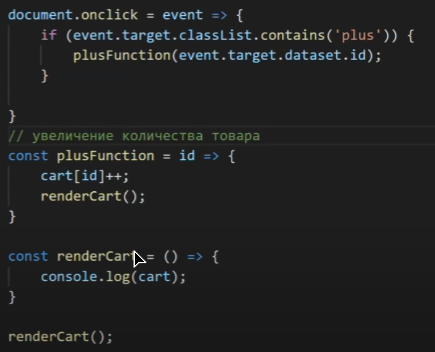 document.onclick = event => {
    if (event.target.classList.contains('plus')) {
        plusFunction(event.target.dataset.id);
    }

}
// увеличение количества товара
const plusFunction = id => {
    cart[id]++;
    renderCart();
}

const renderCart = () => {
    console.log(cart);
}

renderCart();